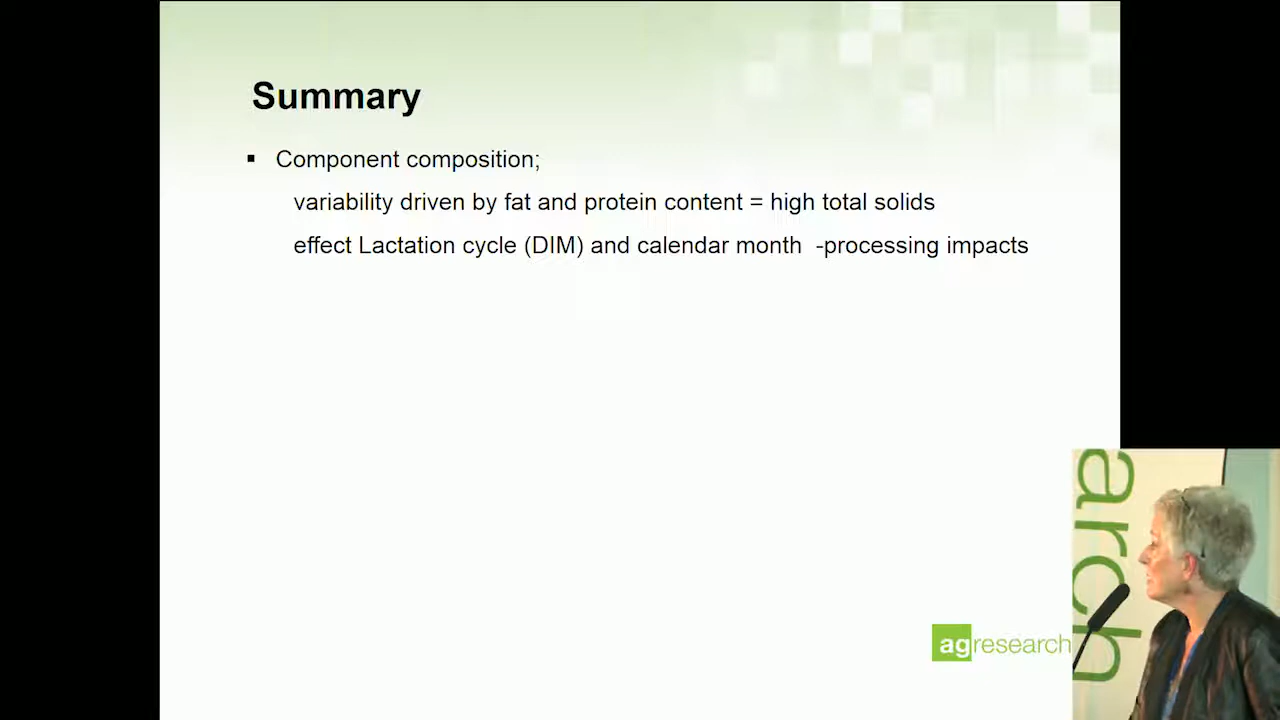 Summary
▪ Component composition;
variability driven by fat and protein content = high total solids
effect Lactation cycle (DIM) and calendar month -processing impacts
agresearch
arch